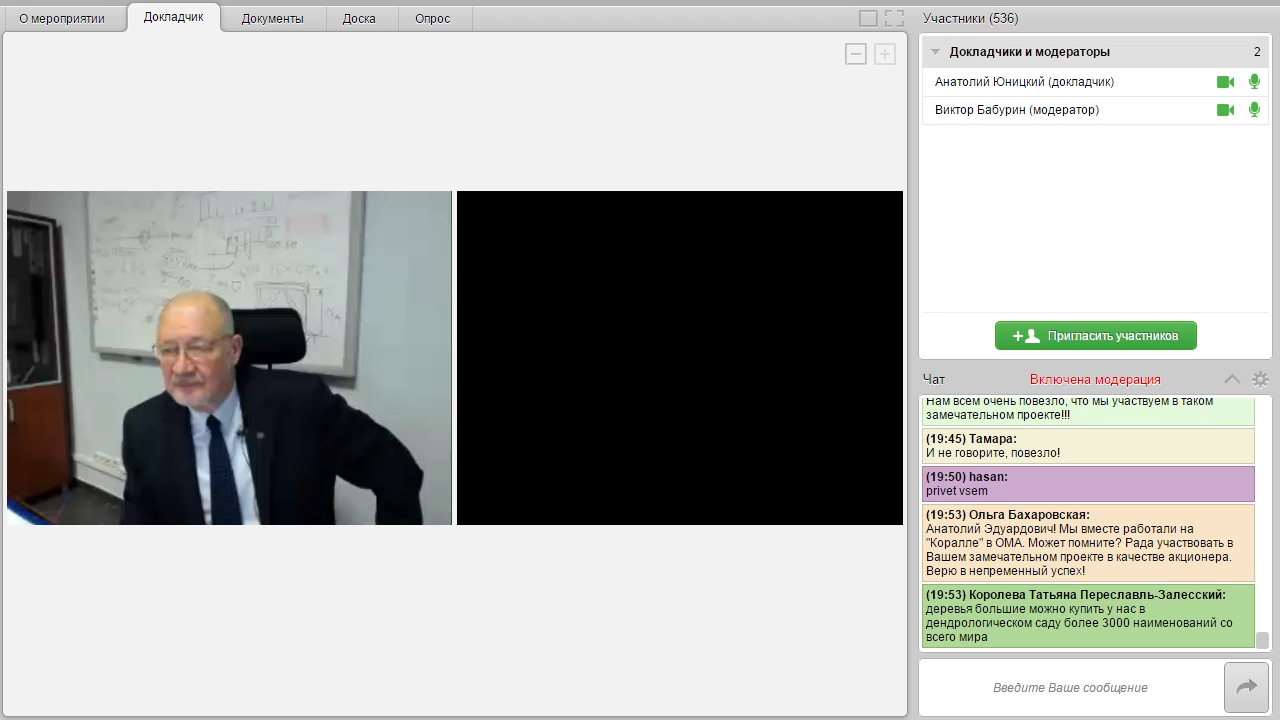 О мероприятии
Докладчик
Документы
Доска
Опрос
Участники (536)
Докладчики и модераторы 2
Анатолий Юницкий (докладчик)
Виктор Бабурин (модератор)
Пригласить участников
Чат
Включена модерация
Нам всем очень повезло, что мы участвуем в таком
замечательном проекте!!!
(19:45) Тамара:
И не говорите, повезло!
(19:50) hasan:
privet vsem
(19:53) Ольга Бахаровская:
Анатолий Эдуардович! Мы вместе работали на
"Коралле" в ОМА. Может помните? Рада участвовать в
Вашем замечательном проекте в качестве акционера.
Верю в непременный успех!
(19:53) Королева Татьяна Переславль-Залесский:
деревья большие можно купить у нас в
дендрологическом саду более 3000 наименований со
всего мира
Введите Ваше сообщение